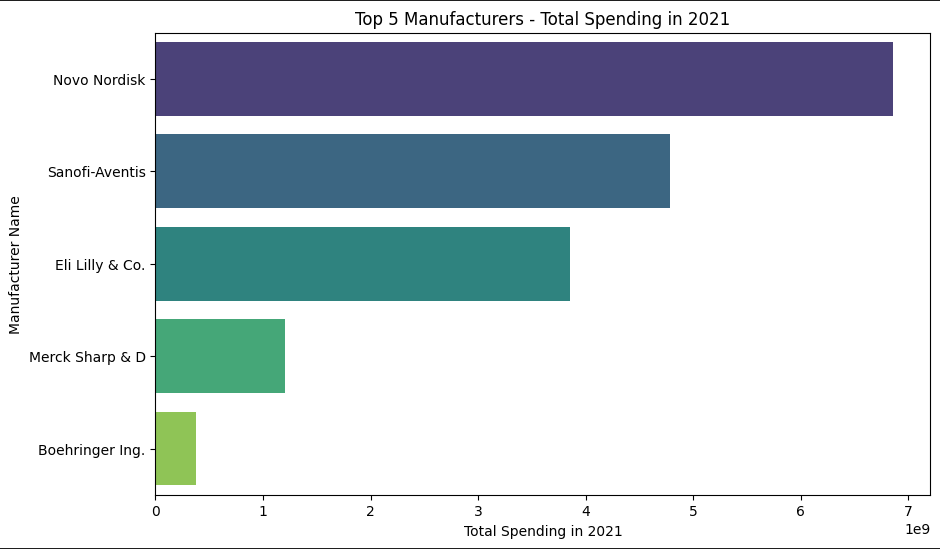 Top 5 Manufacturers - Total Spending in 2021
Manufacturer Name
Novo Nordisk
Sanofi-Aventis
Eli Lilly & Co.
Merck Sharp & D
Boehringer Ing.
0 1 2 3 4 5 6 7
1e9
Total Spending in 2021